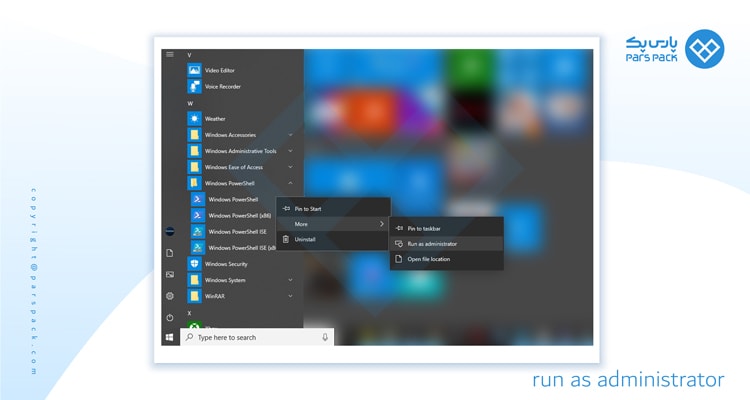 پارس پک
PARS PACK
V
Video Editor
Voice Recorder
W
Weather
Windows Accessories
Windows Administrative Tools
Windows Ease of Access
Windows PowerShell
Windows PowerShell
Windows PowerShell (x86)
Windows PowerShell ISE
Windows PowerShell ISE (x8
Windows Security
Windows System
WinRAR
X
Pin to Start
More
Uninstall
Pin to taskbar
Run as administrator
Open file location
Type here to search
copyright@parspack.com
run as administrator